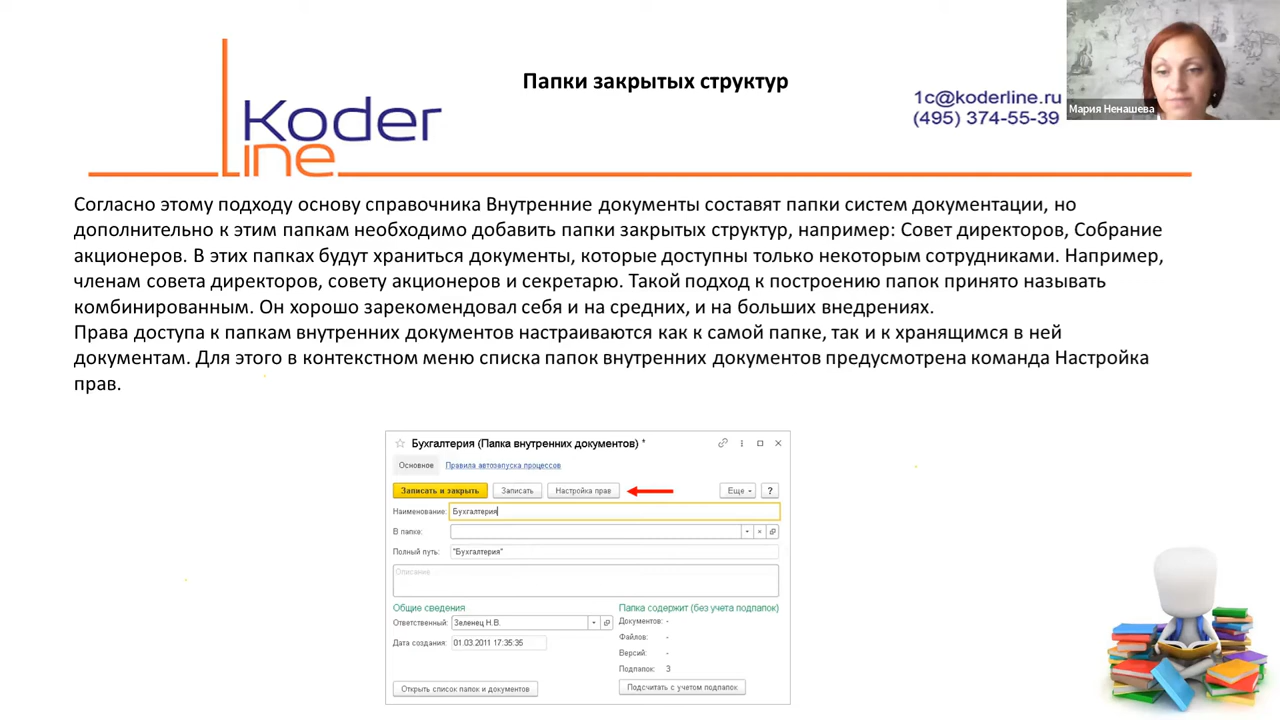 Папки закрытых структур
Koder
line
1c@koderline.ru
(495) 374-55-39
Мария Ненашева
Согласно этому подходу основу справочника Внутренние документы составят папки систем документации, но
дополнительно к этим папкам необходимо добавить папки закрытых структур, например: Совет директоров, Собрание
акционеров. В этих папках будут храниться документы, которые доступны только некоторым сотрудниками. Например,
членам совета директоров, совету акционеров и секретарю. Такой подход к построению папок принято называть
комбинированным. Он хорошо зарекомендовал себя и на средних, и на больших внедрениях.
Права доступа к папкам внутренних документов настраиваются как к самой папке, так и к хранящимся в ней
документам. Для этого в контекстном меню списка папок внутренних документов предусмотрена команда Настройка
прав.
Бухгалтерия (Папка внутренних документов) *
Основное Правила автозапуска процессов
Записать и закрыть Записать Настройка прав Еще ?
Наименование: Бухгалтерия
В папке:
Полный путь: "Бухгалтерия"
Описание...
Общие сведения Папка содержит (без учета подпапок)
Ответственный: Зеленец Н.В. Документов: -
Файлов: -
Дата создания: 01.03.2011 17:35:35
Версий: -
Подпапок: 3
Открыть список папок и документов Подсчитать с учетом подпапок